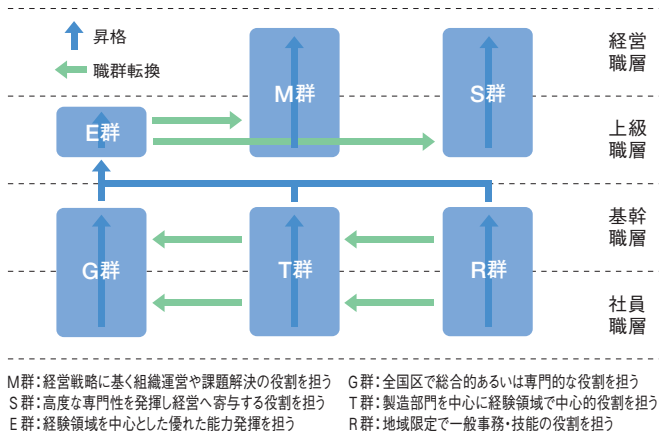 昇格
職群転換
経営
職層
M群
S群
E群
上級
職層
基幹
職層
G群
T群
R群
社員
職層
M群：経営戦略に基く組織運営や課題解決の役割を担う
S群：高度な専門性を発揮し経営へ寄与する役割を担う
E群：経験領域を中心とした優れた能力発揮を担う
G群：全国区で総合的あるいは専門的な役割を担う
T群：製造部門を中心に経験領域で中心的役割を担う
R群：地域限定で一般事務・技能の役割を担う